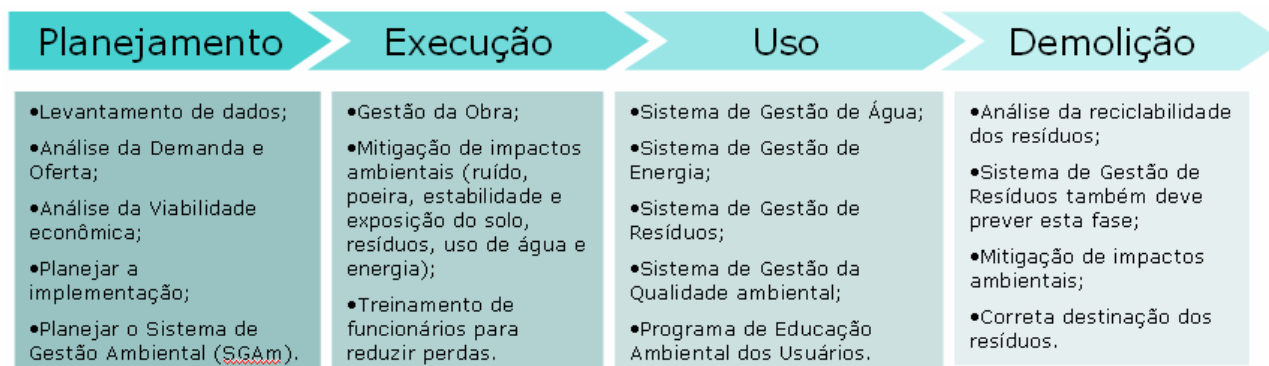 Planejamento
Execução
Uso
Demolição
•Levantamento de dados;
•Análise da Demanda e
Oferta;
•Análise da Viabilidade
econômica;
•Planejar a
implementação;
•Planejar o Sistema de
Gestão Ambiental (SGAm).
•Gestão da Obra;
•Mitigação de impactos
ambientais (ruído,
poeira, estabilidade e
exposição do solo,
resíduos, uso de água e
energia);
•Treinamento de
funcionários para
reduzir perdas.
•Sistema de Gestão de Água;
•Sistema de Gestão de
Energia;
•Sistema de Gestão de
Resíduos;
•Sistema de Gestão da
Qualidade ambiental;
•Programa de Educação
Ambiental dos Usuários.
•Análise da reciclabilidade
dos resíduos;
•Sistema de Gestão de
Resíduos também deve
prever esta fase;
•Mitigação de impactos
ambientais;
•Correta destinação dos
resíduos.